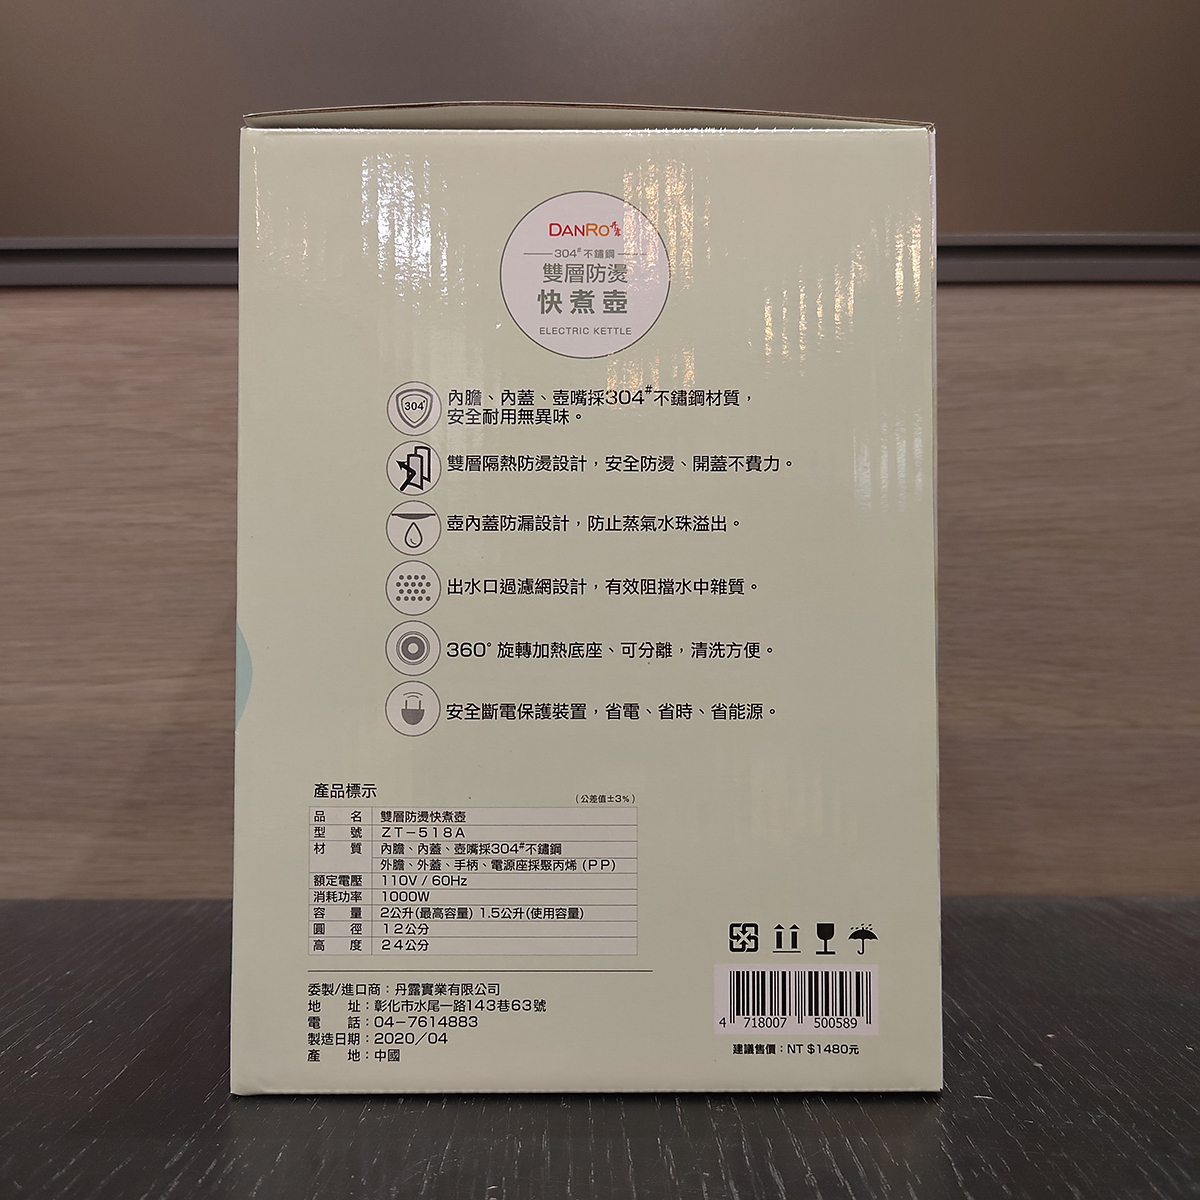 DANRO丹露
304#不鏽鋼
雙層防燙
快煮壺
ELECTRIC KETTLE
304#
內膽、內蓋、壺嘴採304#不鏽鋼材質，
安全耐用無異味。
雙層隔熱防燙設計，安全防燙、開蓋不費力。
壺內蓋防漏設計，防止蒸氣水珠溢出。
出水口過濾網設計，有效阻擋水中雜質。
360°旋轉加熱底座、可分離，清洗方便。
安全斷電保護裝置，省電、省時、省能源。
產品標示 (公差值±3%)
品名 雙層防燙快煮壺
型號 ZT-518A
材質 內膽、內蓋、壺嘴採304#不鏽鋼
外膽、外蓋、手柄、電源座採聚丙烯(PP)
額定電壓 110V / 60Hz
消耗功率 1000W
容量 2公升(最高容量) 1.5公升(使用容量)
圓徑 12公分
高度 24公分
委製/進口商：丹露實業有限公司
地址：彰化市水尾一路143巷63號
電話：04-7614883
製造日期：2020/04
產地：中國
4 718007 500589
建議售價：NT $1480元